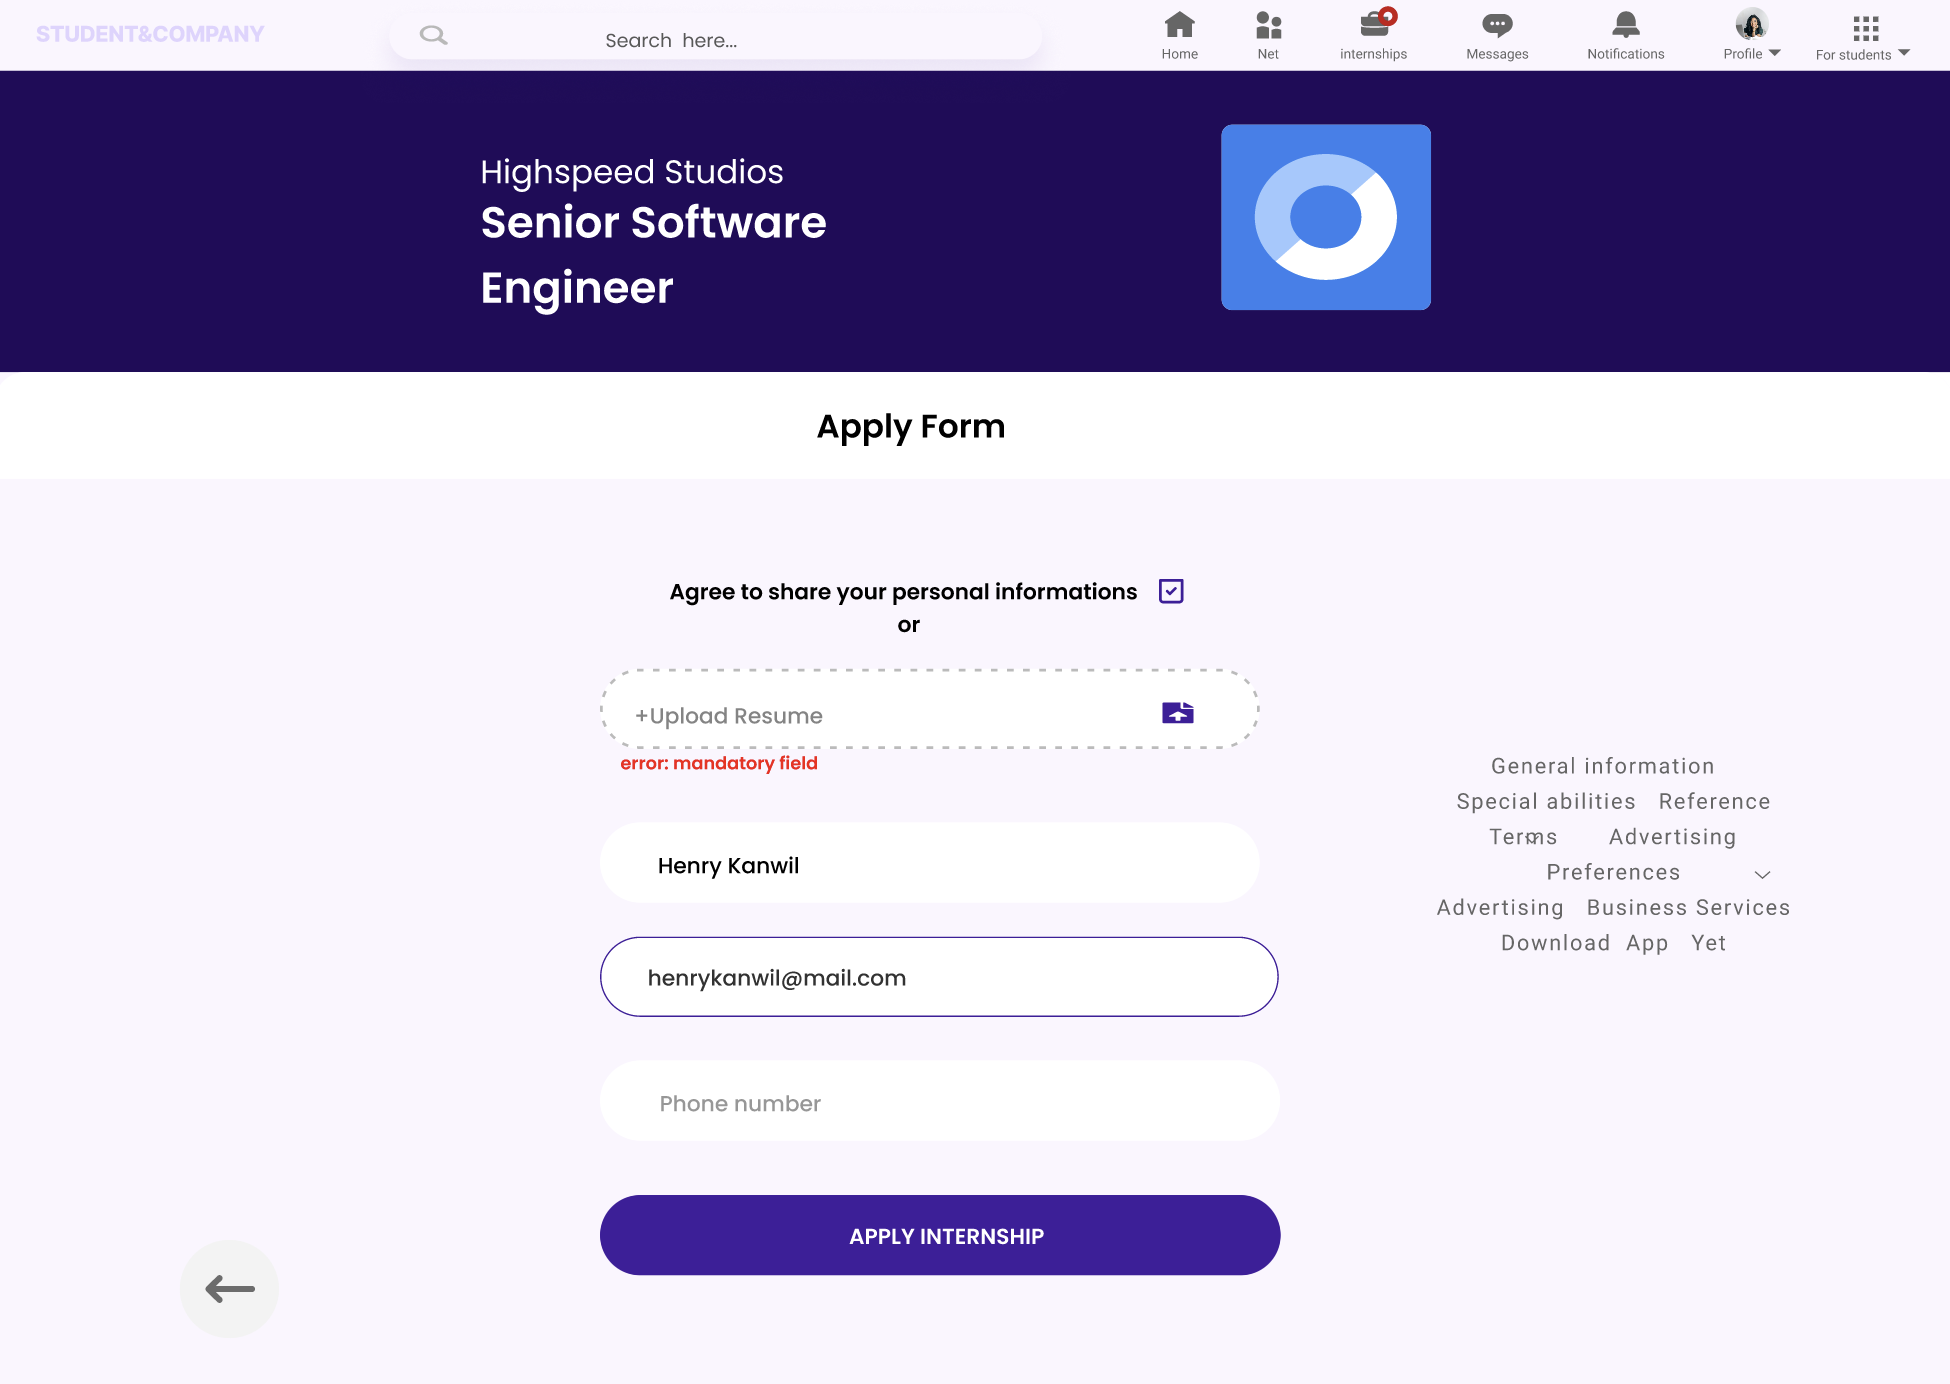 STUDENT&COMPANY
Search here...
Home
Net
internships
Messages
Notifications
Profile
For students
Highspeed Studios
Senior Software
Engineer
Apply Form
Agree to share your personal informations
or
+Upload Resume
error: mandatory field
Henry Kanwil
henrykanwil@mail.com
Phone number
APPLY INTERNSHIP
General information
Special abilities Reference
Terms Advertising
Preferences
Advertising Business Services
Download App Yet